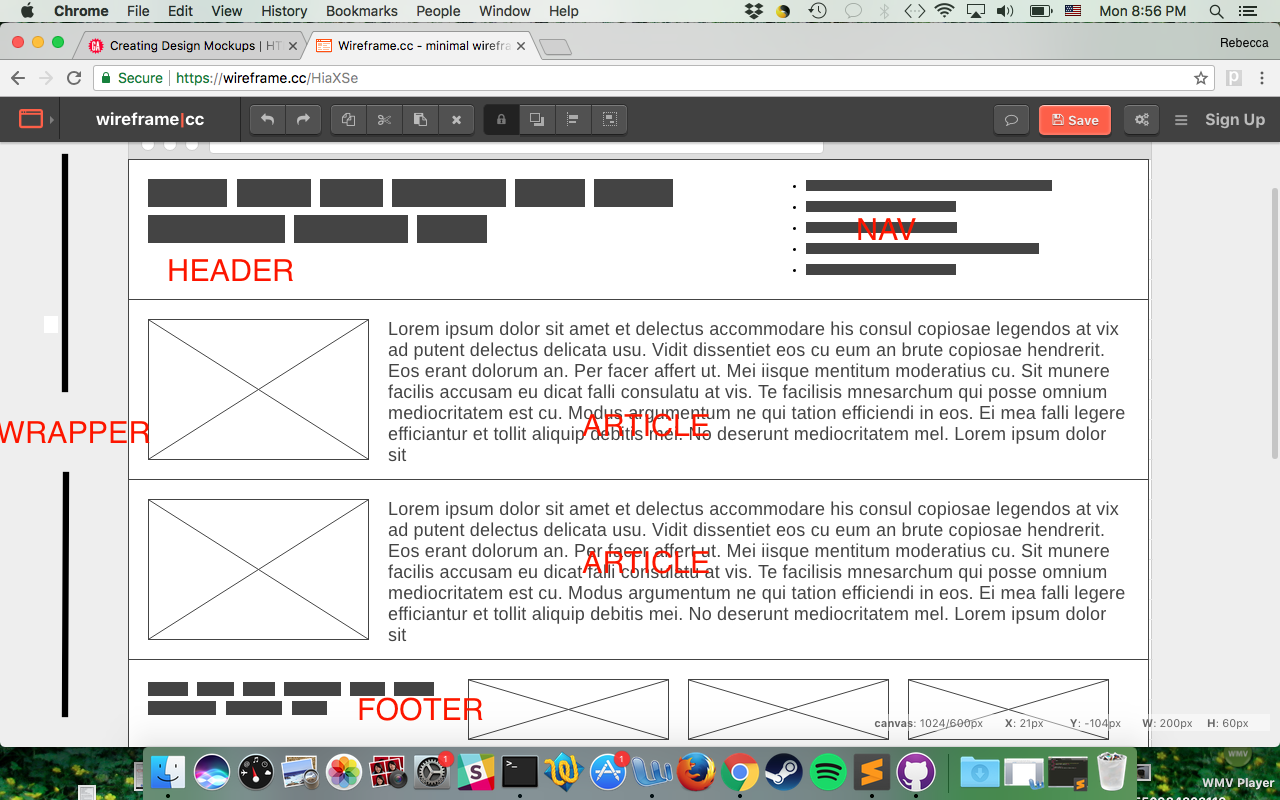 Chrome File Edit View History Bookmarks People Window Help Mon 8:56 PM
Creating Design Mockups | HT
Wireframe.cc - minimal wirefra
Rebecca
Secure https://wireframe.cc/HiaXSe
wireframe|cc
Save
Sign Up
HEADER
NAV
WRAPPER
Lorem ipsum dolor sit amet et delectus accommodare his consul copiosae legendos at vix
ad putent delectus delicata usu. Vidit dissentiet eos cu eum an brute copiosae hendrerit.
Eos erant dolorum an. Per facer affert ut. Mei iisque mentitum moderatius cu. Sit munere
facilis accusam eu dicat falli consulatu at vis. Te facilisis mnesarchum qui posse omnium
mediocritatem est cu. Modus argumentum ne qui tation efficiendi in eos. Ei mea falli legere
efficiantur et tollit aliquip debitis mei. No deserunt mediocritatem mel. Lorem ipsum dolor
sit
ARTICLE
Lorem ipsum dolor sit amet et delectus accommodare his consul copiosae legendos at vix
ad putent delectus delicata usu. Vidit dissentiet eos cu eum an brute copiosae hendrerit.
Eos erant dolorum an. Per facer affert ut. Mei iisque mentitum moderatius cu. Sit munere
facilis accusam eu dicat falli consulatu at vis. Te facilisis mnesarchum qui posse omnium
mediocritatem est cu. Modus argumentum ne qui tation efficiendi in eos. Ei mea falli legere
efficiantur et tollit aliquip debitis mei. No deserunt mediocritatem mel. Lorem ipsum dolor
sit
ARTICLE
FOOTER
canvas: 1024/600px X: 21px Y: -104px W: 200px H: 60px
1
1
WMV
WMV Player